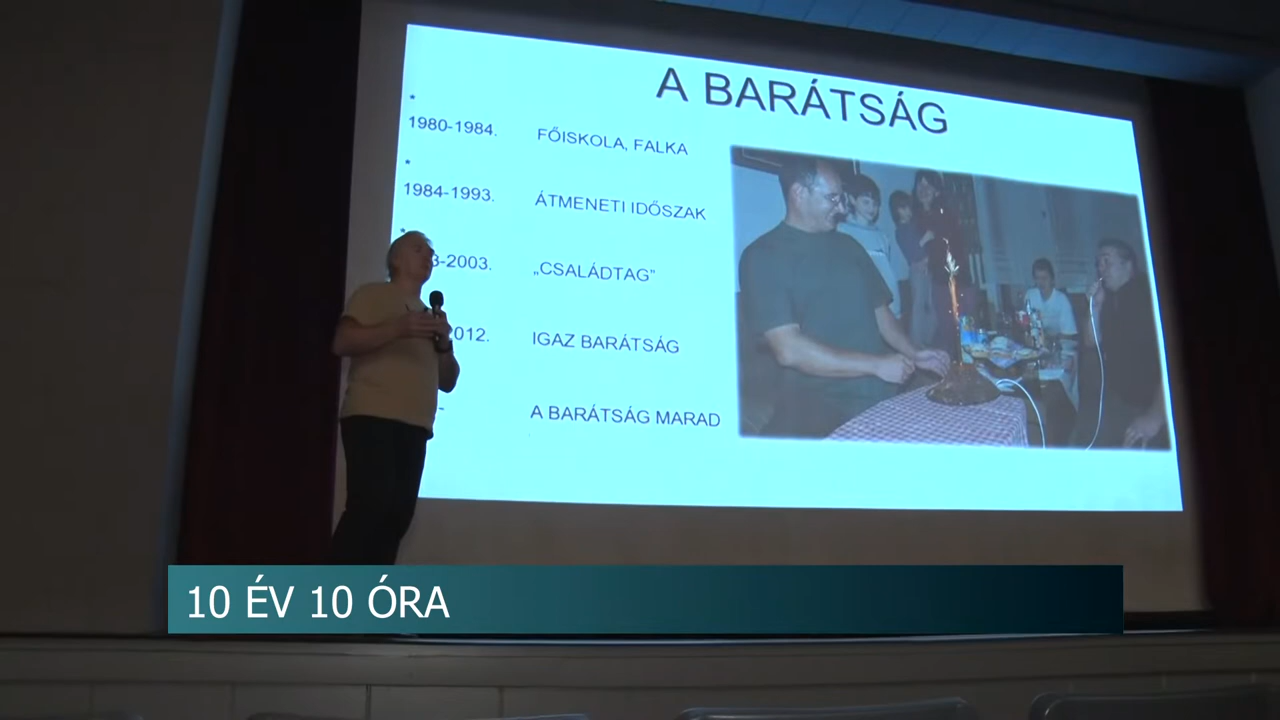 A BARÁTSÁG
1980-1984. FŐISKOLA, FALKA
1984-1993. ÁTMENETI IDŐSZAK
3-2003. „CSALÁDTAG”
2012. IGAZ BARÁTSÁG
- A BARÁTSÁG MARAD
10 ÉV 10 ÓRA